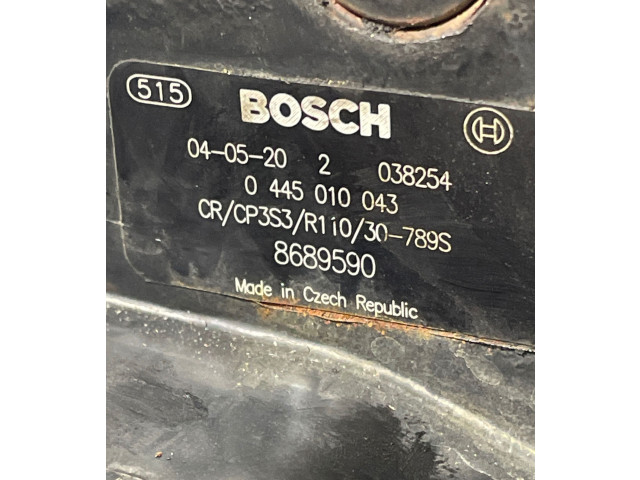 515 BOSCH
04-05-20 2 038254
0 445 010 043
CR/CP3S3/R110/30-789S
8689590
Made in Czech Republic